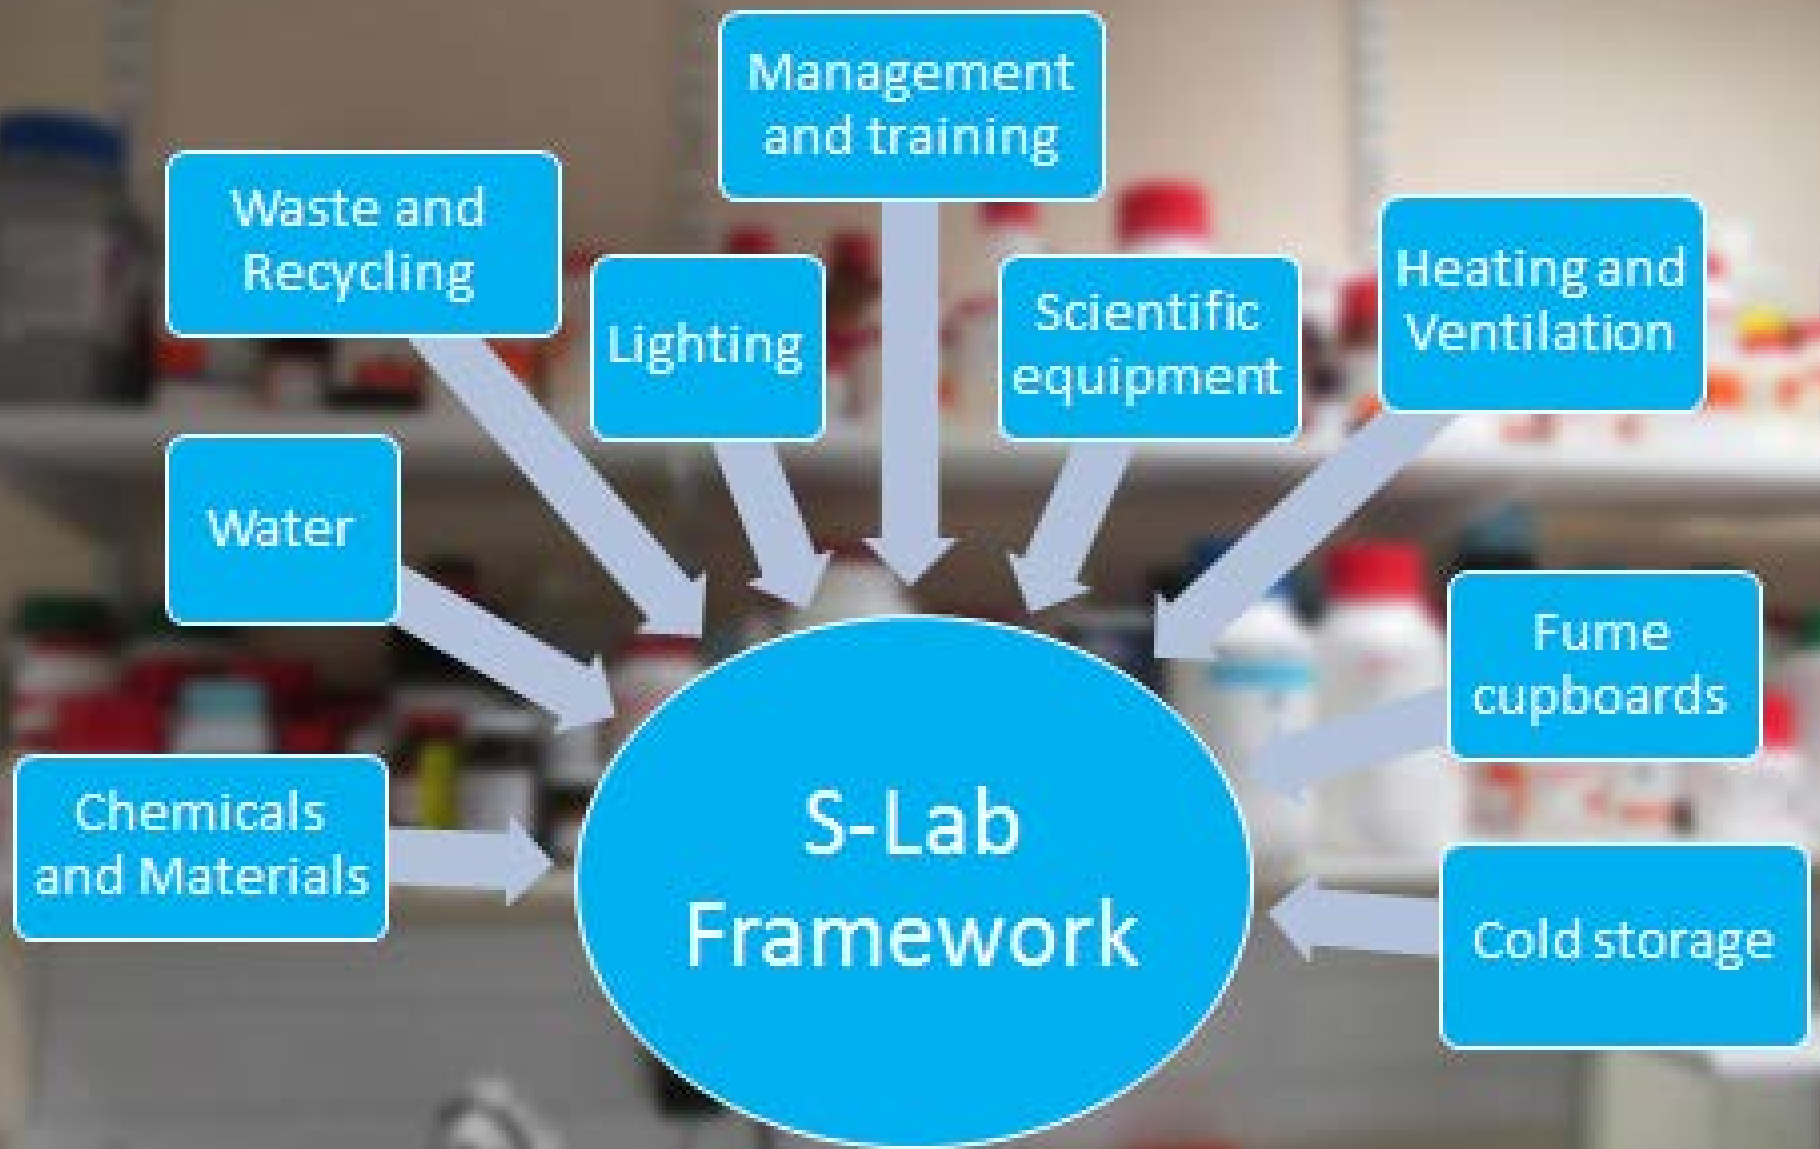 Management
and training
Waste and
Recycling
Lighting
Scientific
equipment
Heating and
Ventilation
Water
Fume
cupboards
Chemicals
and Materials
S-Lab
Framework
Cold storage